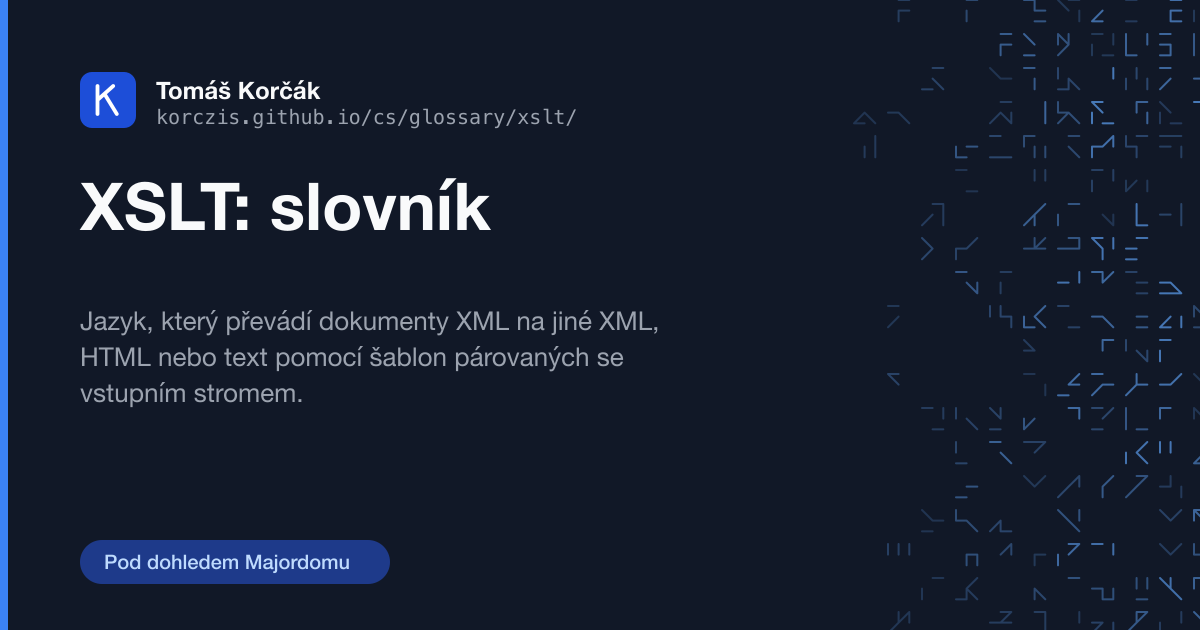 Tomáš Korčák
korczis.github.io/cs/glossary/xslt/
XSLT: slovník
Jazyk, který převádí dokumenty XML na jiné XML,
HTML nebo text pomocí šablon párovaných se
vstupním stromem.
Pod dohledem Majordomu